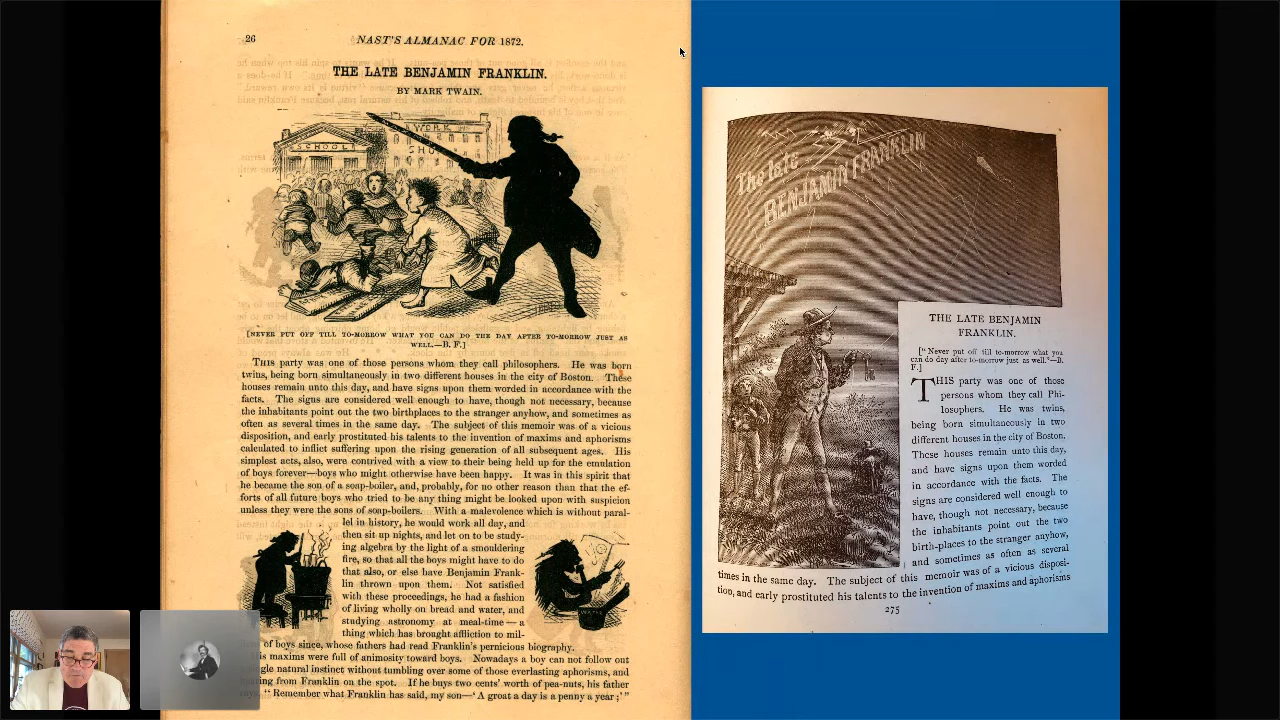 26
NAST'S ALMANAC FOR 1872.
THE LATE BENJAMIN FRANKLIN.
BY MARK TWAIN.
SCHOOL
WORK
SHO
[NEVER PUT OFF TILL TO-MORROW WHAT YOU CAN DO THE DAY AFTER TO-MORROW JUST AS
WELL.—B. F.]
THIS party was one of those persons whom they call philosophers. He was born
twins, being born simultaneously in two different houses in the city of Boston. These
houses remain unto this day, and have signs upon them worded in accordance with the
facts. The signs are considered well enough to have, though not necessary, because
the inhabitants point out the two birthplaces to the stranger anyhow, and sometimes as
often as several times in the same day. The subject of this memoir was of a vicious
disposition, and early prostituted his talents to the invention of maxims and aphorisms
calculated to inflict suffering upon the rising generation of all subsequent ages. His
simplest acts, also, were contrived with a view to their being held up for the emulation
of boys forever—boys who might otherwise have been happy. It was in this spirit that
he became the son of a soap-boiler, and, probably, for no other reason than that the ef-
forts of all future boys who tried to be any thing might be looked upon with suspicion
unless they were the sons of soap-boilers. With a malevolence which is without paral-
lel in history, he would work all day, and
then sit up nights, and let on to be study-
ing algebra by the light of a smouldering
fire, so that all the boys might have to do
that also, or else have Benjamin Frank-
lin thrown upon them. Not satisfied
with these proceedings, he had a fashion
of living wholly on bread and water, and
studying astronomy at meal-time—a
thing which has brought affliction to mil-
of boys since, whose fathers had read Franklin's pernicious biography.
maxims were full of animosity toward boys. Nowadays a boy can not follow out
natural instinct without tumbling over some of those everlasting aphorisms, and
from Franklin on the spot. If he buys two cents' worth of pea-nuts, his father
"Remember what Franklin has said, my son—'A groat a day is a penny a year;'"
The late
BENJAMIN FRANKLIN
THE LATE BENJAMIN
FRANKLIN.
["Never put off till to-morrow what you
can do day after to-morrow just as well."—B.
F.]
THIS party was one of those
persons whom they call Phi-
losophers. He was twins,
being born simultaneously in two
different houses in the city of Boston.
These houses remain unto this day,
and have signs upon them worded
in accordance with the facts. The
signs are considered well enough to
have, though not necessary, because
the inhabitants point out the two
birth-places to the stranger anyhow,
and sometimes as often as several
times in the same day. The subject of this memoir was of a vicious disposi-
tion, and early prostituted his talents to the invention of maxims and aphorisms
275